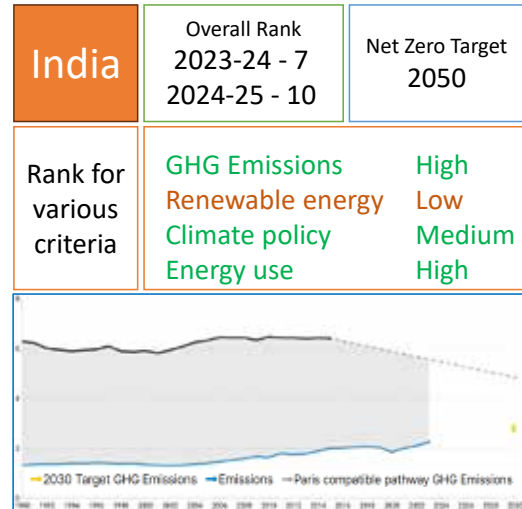 India
Overall Rank
2023-24 - 7
2024-25 - 10
Net Zero Target
2050
Rank for
various
criteria
GHG Emissions High
Renewable energy Low
Climate policy Medium
Energy use High
2030 Target GHG Emissions Emissions Paris compatible pathway GHG Emissions